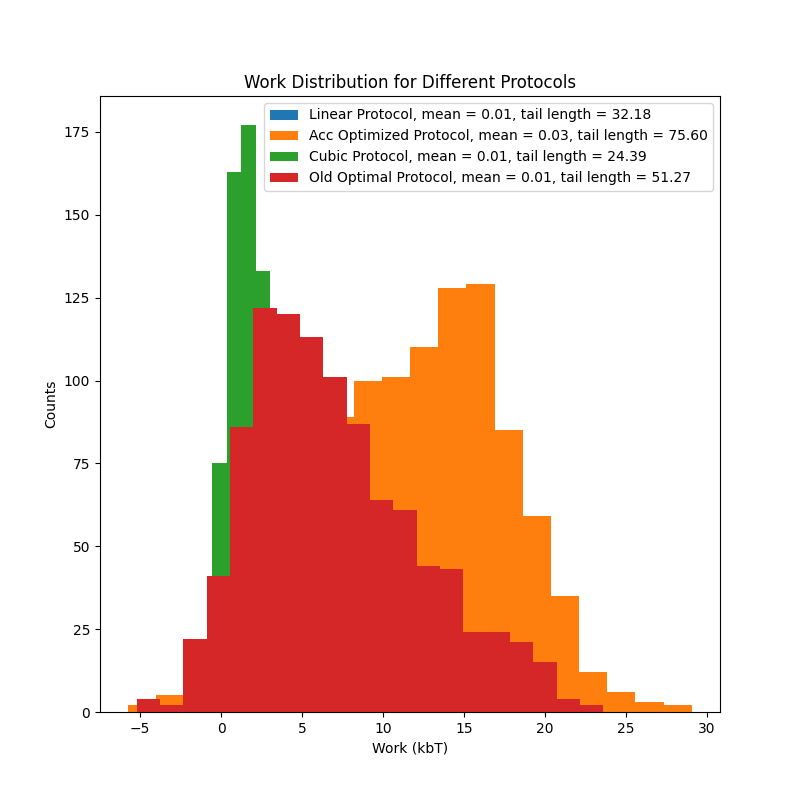 Work Distribution for Different Protocols
Linear Protocol, mean = 0.01, tail length = 32.18
Acc Optimized Protocol, mean = 0.03, tail length = 75.60
Cubic Protocol, mean = 0.01, tail length = 24.39
Old Optimal Protocol, mean = 0.01, tail length = 51.27
175
150
125
100
75
50
25
0
Counts
−5
0
5
10
15
20
25
30
Work (kbT)